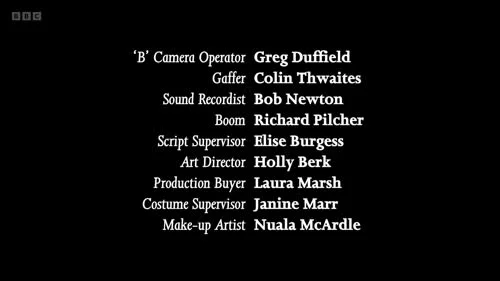 BBC
‘B’ Camera Operator Greg Duffield
Gaffer Colin Thwaites
Sound Recordist Bob Newton
Boom Richard Pilcher
Script Supervisor Elise Burgess
Art Director Holly Berk
Production Buyer Laura Marsh
Costume Supervisor Janine Marr
Make-up Artist Nuala McArdle